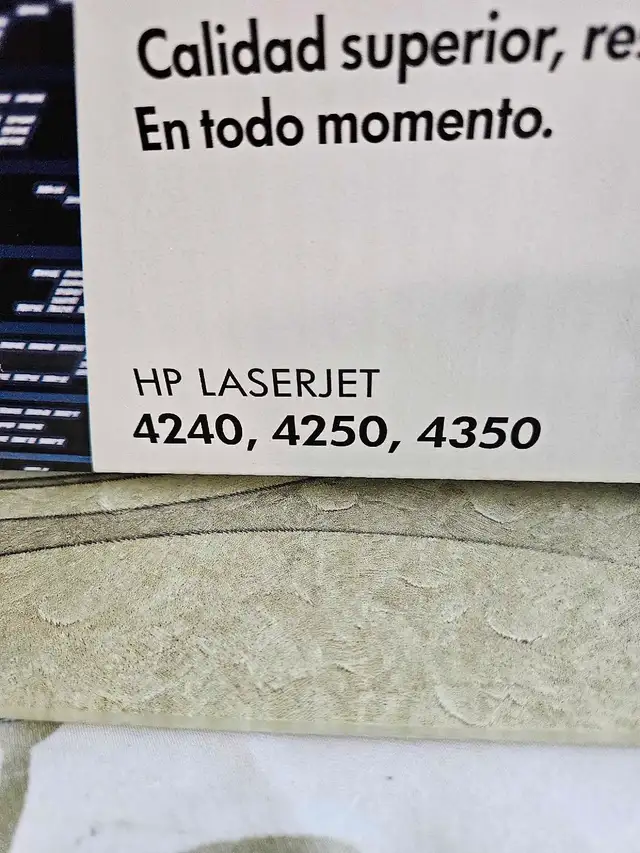 Calidad superior,
En todo momento.
HP LASERJET
4240, 4250, 4350